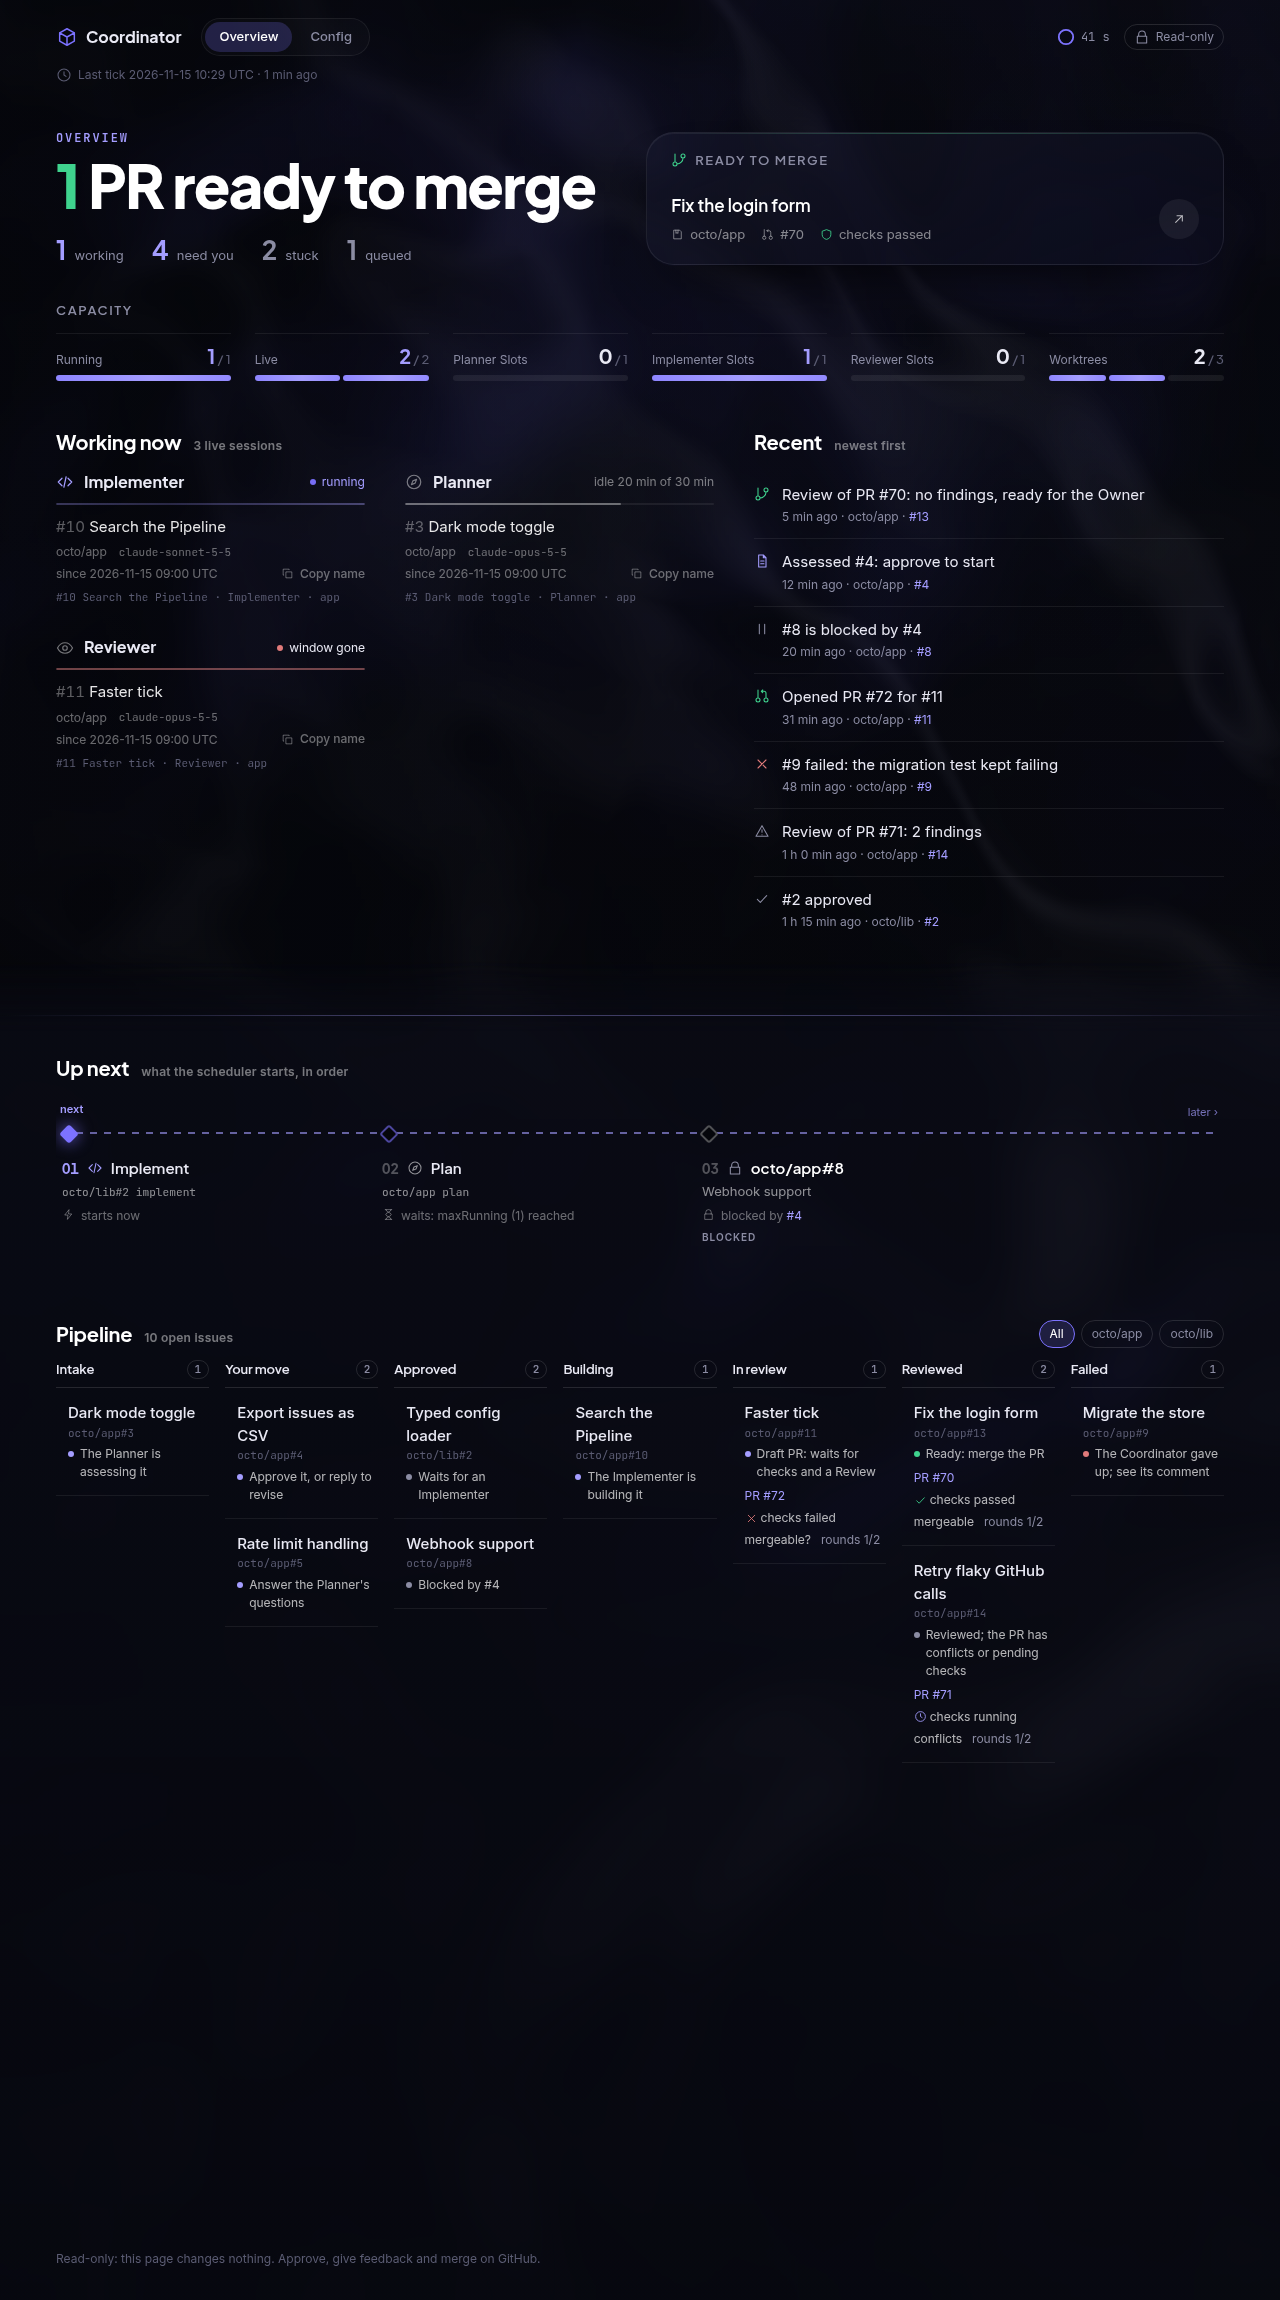 Coordinator
Overview
Config
41 s
Read-only
Last tick 2026-11-15 10:29 UTC · 1 min ago
OVERVIEW
1 PR ready to merge
1 working
4 need you
2 stuck
1 queued
READY TO MERGE
Fix the login form
octo/app
#70
checks passed
CAPACITY
Running 1 / 1
Live 2 / 2
Planner Slots 0 / 1
Implementer Slots 1 / 1
Reviewer Slots 0 / 1
Worktrees 2 / 3
Working now 3 live sessions
Implementer running
#10 Search the Pipeline
octo/app claude-sonnet-5-5
since 2026-11-15 09:00 UTC Copy name
#10 Search the Pipeline · Implementer · app
Planner idle 20 min of 30 min
#3 Dark mode toggle
octo/app claude-opus-5-5
since 2026-11-15 09:00 UTC Copy name
#3 Dark mode toggle · Planner · app
Reviewer window gone
#11 Faster tick
octo/app claude-opus-5-5
since 2026-11-15 09:00 UTC Copy name
#11 Faster tick · Reviewer · app
Recent newest first
Review of PR #70: no findings, ready for the Owner
5 min ago · octo/app · #13
Assessed #4: approve to start
12 min ago · octo/app · #4
#8 is blocked by #4
20 min ago · octo/app · #8
Opened PR #72 for #11
31 min ago · octo/app · #11
#9 failed: the migration test kept failing
48 min ago · octo/app · #9
Review of PR #71: 2 findings
1 h 0 min ago · octo/app · #14
#2 approved
1 h 15 min ago · octo/lib · #2
Up next what the scheduler starts, in order
next
later ›
01 Implement
octo/lib#2 implement
starts now
02 Plan
octo/app plan
waits: maxRunning (1) reached
03 octo/app#8
Webhook support
blocked by #4
BLOCKED
Pipeline 10 open issues
All
octo/app
octo/lib
Intake 1
Dark mode toggle
octo/app#3
The Planner is
assessing it
Your move 2
Export issues as
CSV
octo/app#4
Approve it, or reply to
revise
Rate limit handling
octo/app#5
Answer the Planner's
questions
Approved 2
Typed config
loader
octo/lib#2
Waits for an
Implementer
Webhook support
octo/app#8
Blocked by #4
Building 1
Search the
Pipeline
octo/app#10
The Implementer is
building it
In review 1
Faster tick
octo/app#11
Draft PR: waits for
checks and a Review
PR #72
checks failed
mergeable? rounds 1/2
Reviewed 2
Fix the login form
octo/app#13
Ready: merge the PR
PR #70
checks passed
mergeable rounds 1/2
Retry flaky GitHub
calls
octo/app#14
Reviewed; the PR has
conflicts or pending
checks
PR #71
checks running
conflicts rounds 1/2
Failed 1
Migrate the store
octo/app#9
The Coordinator gave
up; see its comment
Read-only: this page changes nothing. Approve, give feedback and merge on GitHub.